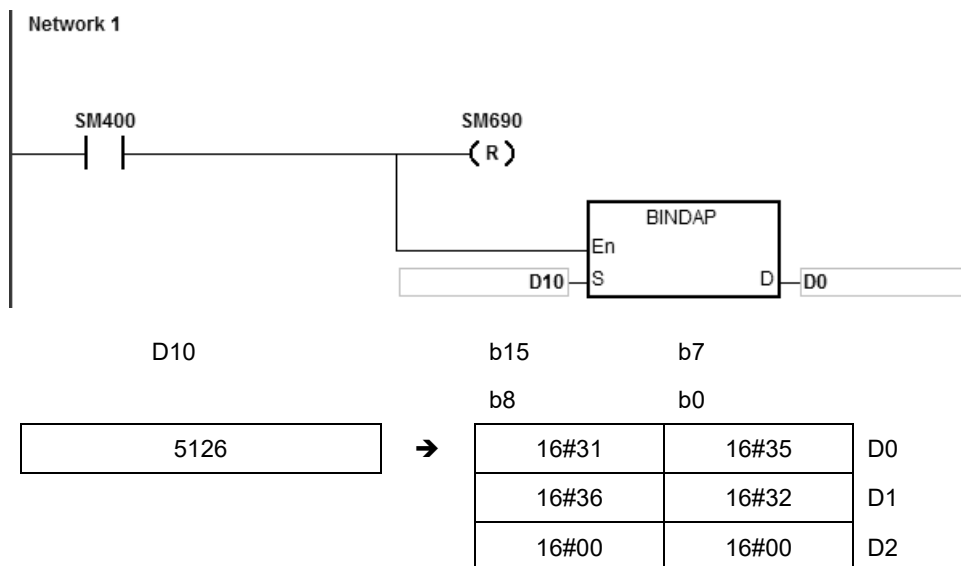 Network 1
SM400 SM690
( R )
BINDAP
En
D10 S D D0
D10 b15 b7
b8 b0
5126 ➔ 16#31 16#35 D0
16#36 16#32 D1
16#00 16#00 D2